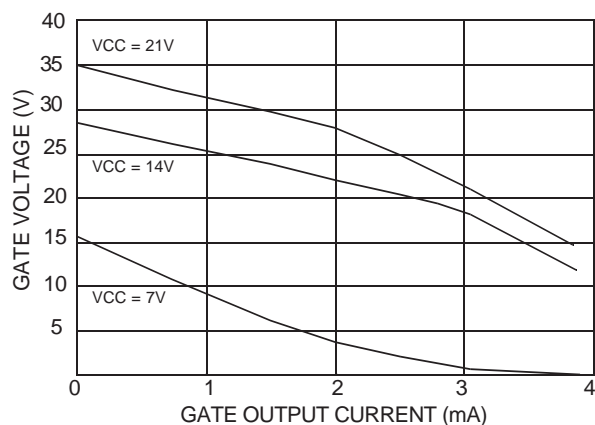 40
VCC = 21V
35
30
25
VCC = 14V
20
15
10
VCC = 7V
5
0 1 2 3 4
GATE VOLTAGE (V)
GATE OUTPUT CURRENT (mA)